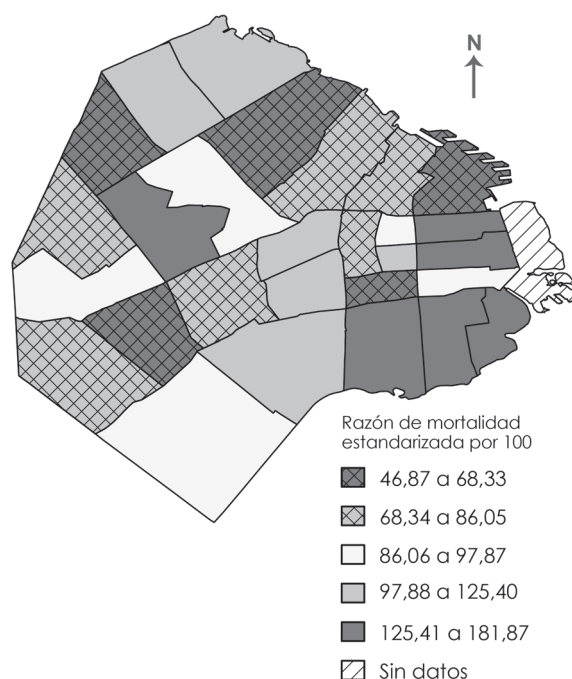 N
Razón de mortalidad
estandarizada por 100
46,87 a 68,33
68,34 a 86,05
86,06 a 97,87
97,88 a 125,40
125,41 a 181,87
Sin datos